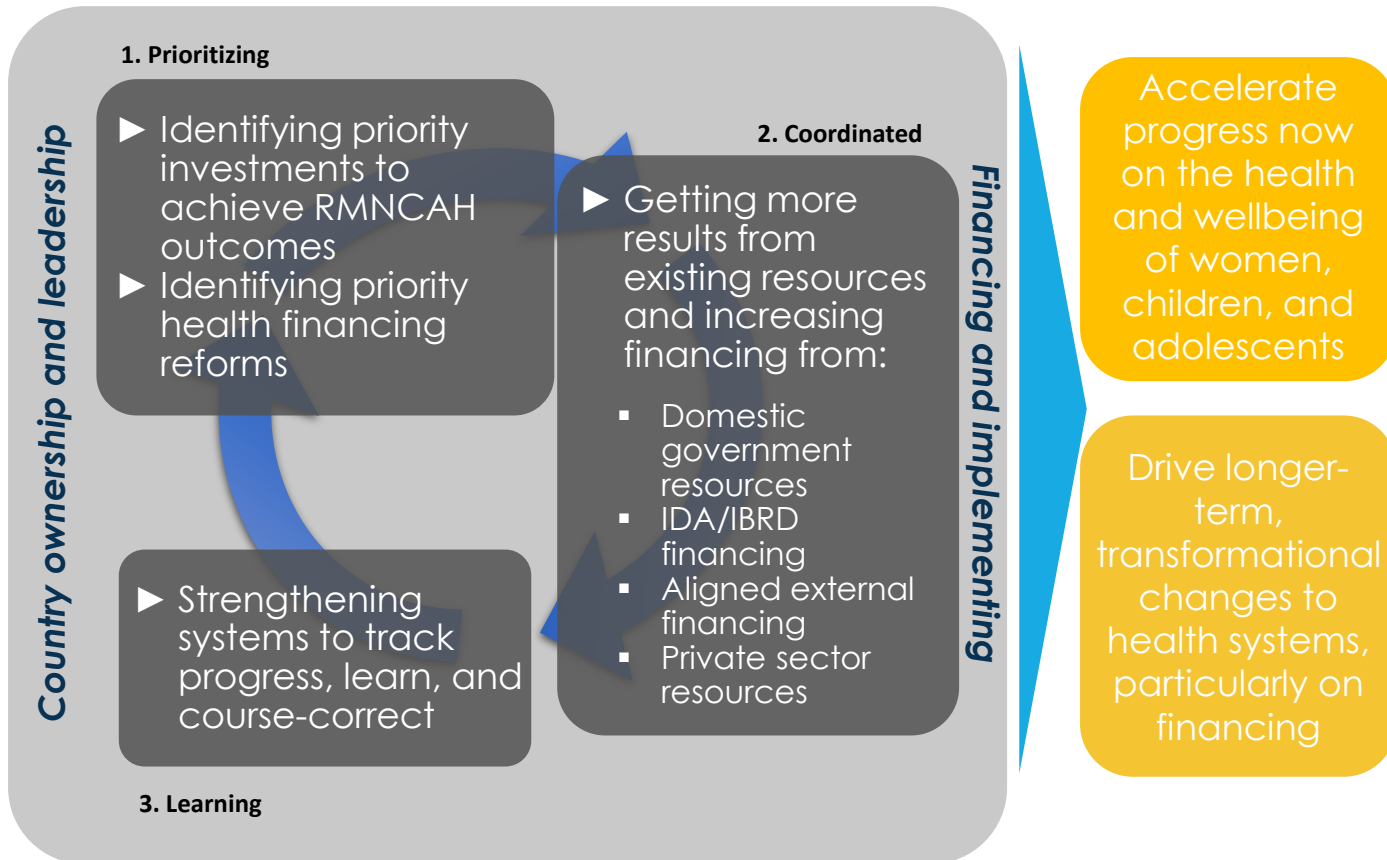 1. Prioritizing
► Identifying priority
investments to
achieve RMNCAH
outcomes
► Identifying priority
health financing
reforms
2. Coordinated
► Getting more
results from
existing resources
and increasing
financing from:
▪ Domestic
government
resources
▪ IDA/IBRD
financing
▪ Aligned external
financing
▪ Private sector
resources
► Strengthening
systems to track
progress, learn, and
course-correct
3. Learning
Country ownership and leadership
Financing and implementing
Accelerate
progress now
on the health
and wellbeing
of women,
children, and
adolescents
Drive longer-
term,
transformational
changes to
health systems,
particularly on
financing